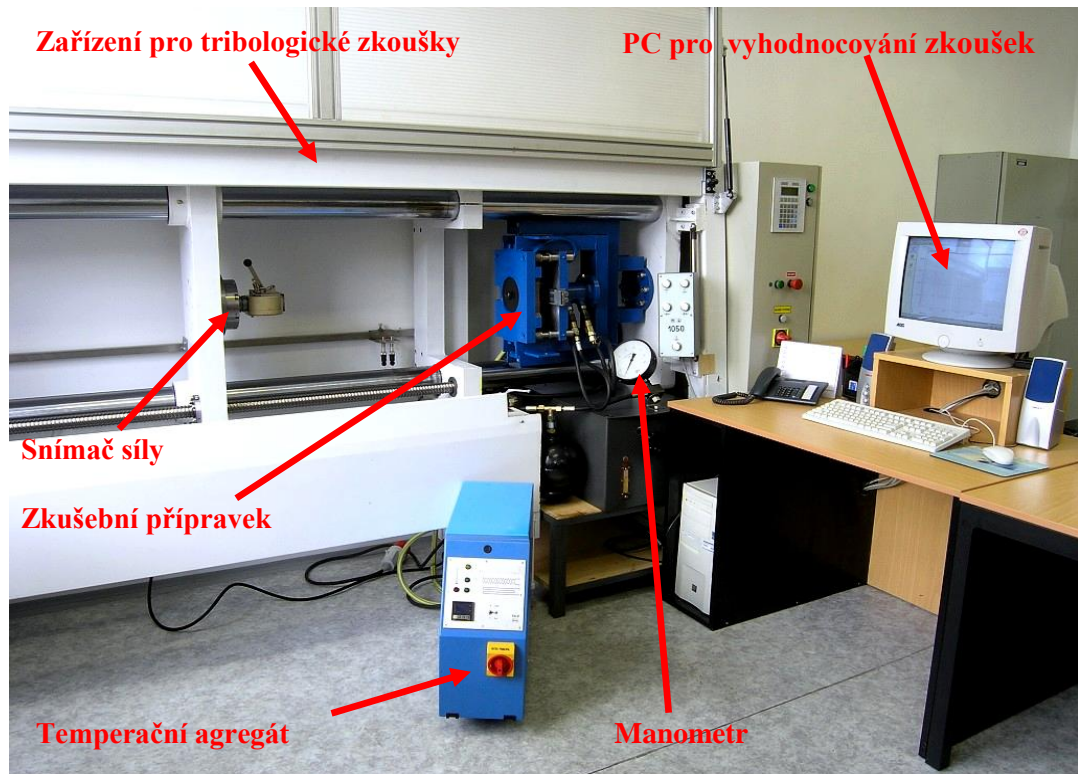 Zařízení pro tribologické zkoušky
PC pro vyhodnocování zkoušek
1050
Snímač síly
Zkušební přípravek
Temperační agregát
Manometr